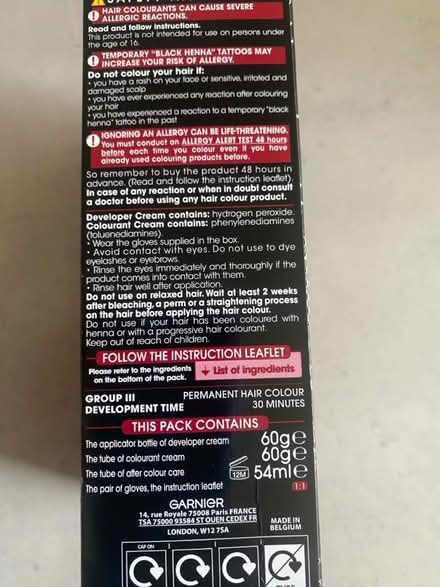 HAIR COLOURANTS CAN CAUSE SEVERE
ALLERGIC REACTIONS.
Read and follow instructions.
This product is not intended for use on persons under
the age of 16.
TEMPORARY "BLACK HENNA" TATTOOS MAY
INCREASE YOUR RISK OF ALLERGY.
Do not colour your hair if:
• you have a rash on your face or sensitive, irritated and
damaged scalp
• you have ever experienced any reaction after colouring
your hair
• you have experienced a reaction to a temporary "black
henna" tattoo in the past
IGNORING AN ALLERGY CAN BE LIFE-THREATENING.
You must conduct an ALLERGY ALERT TEST 48 hours
before each time you colour even if you have
already used colouring products before.
So remember to buy the product 48 hours in
advance. (Read and follow the instruction leaflet).
In case of any reaction or when in doubt consult
a doctor before using any hair colour product.
Developer Cream contains: hydrogen peroxide.
Colourant Cream contains: phenylenediamines
(toluenediamines).
• Wear the gloves supplied in the box.
• Avoid contact with eyes. Do not use to dye
eyelashes or eyebrows.
• Rinse the eyes immediately and thoroughly if the
product comes into contact with them.
• Rinse hair well after application.
Do not use on relaxed hair. Wait at least 2 weeks
after bleaching, a perm or a straightening process
on the hair before applying the hair colour.
Do not use if your hair has been coloured with
henna or with a progressive hair colourant.
Keep out of reach of children.
FOLLOW THE INSTRUCTION LEAFLET
Please refer to the ingredients
on the bottom of the pack.
List of ingredients
GROUP III PERMANENT HAIR COLOUR
DEVELOPMENT TIME 30 MINUTES
THIS PACK CONTAINS
The applicator bottle of developer cream 60g℮
The tube of colourant cream 60g℮
The tube of after colour care 12M 54ml℮
The pair of gloves, the instruction leaflet 1:1
GARNIER
14, rue Royale 75008 Paris FRANCE
TSA 75000 93584 ST OUEN CEDEX FR
LONDON, W12 7SA
MADE IN
BELGIUM
CAP ON